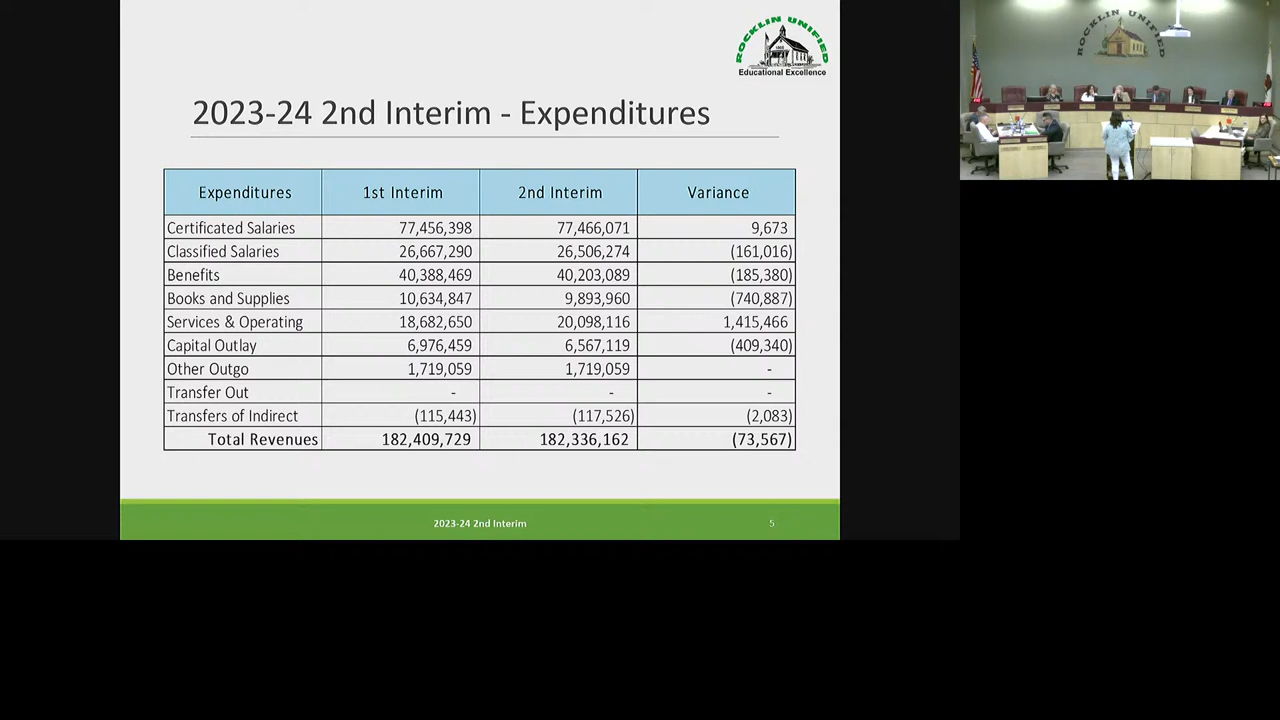 ROCKLIN UNIFIED
Educational Excellence
ROCKLIN UNIFIED
2023-24 2nd Interim - Expenditures
Expenditures 1st Interim 2nd Interim Variance
Certificated Salaries 77,456,398 77,466,071 9,673
Classified Salaries 26,667,290 26,506,274 (161,016)
Benefits 40,388,469 40,203,089 (185,380)
Books and Supplies 10,634,847 9,893,960 (740,887)
Services & Operating 18,682,650 20,098,116 1,415,466
Capital Outlay 6,976,459 6,567,119 (409,340)
Other Outgo 1,719,059 1,719,059 -
Transfer Out - - -
Transfers of Indirect (115,443) (117,526) (2,083)
Total Revenues 182,409,729 182,336,162 (73,567)
2023-24 2nd Interim 5